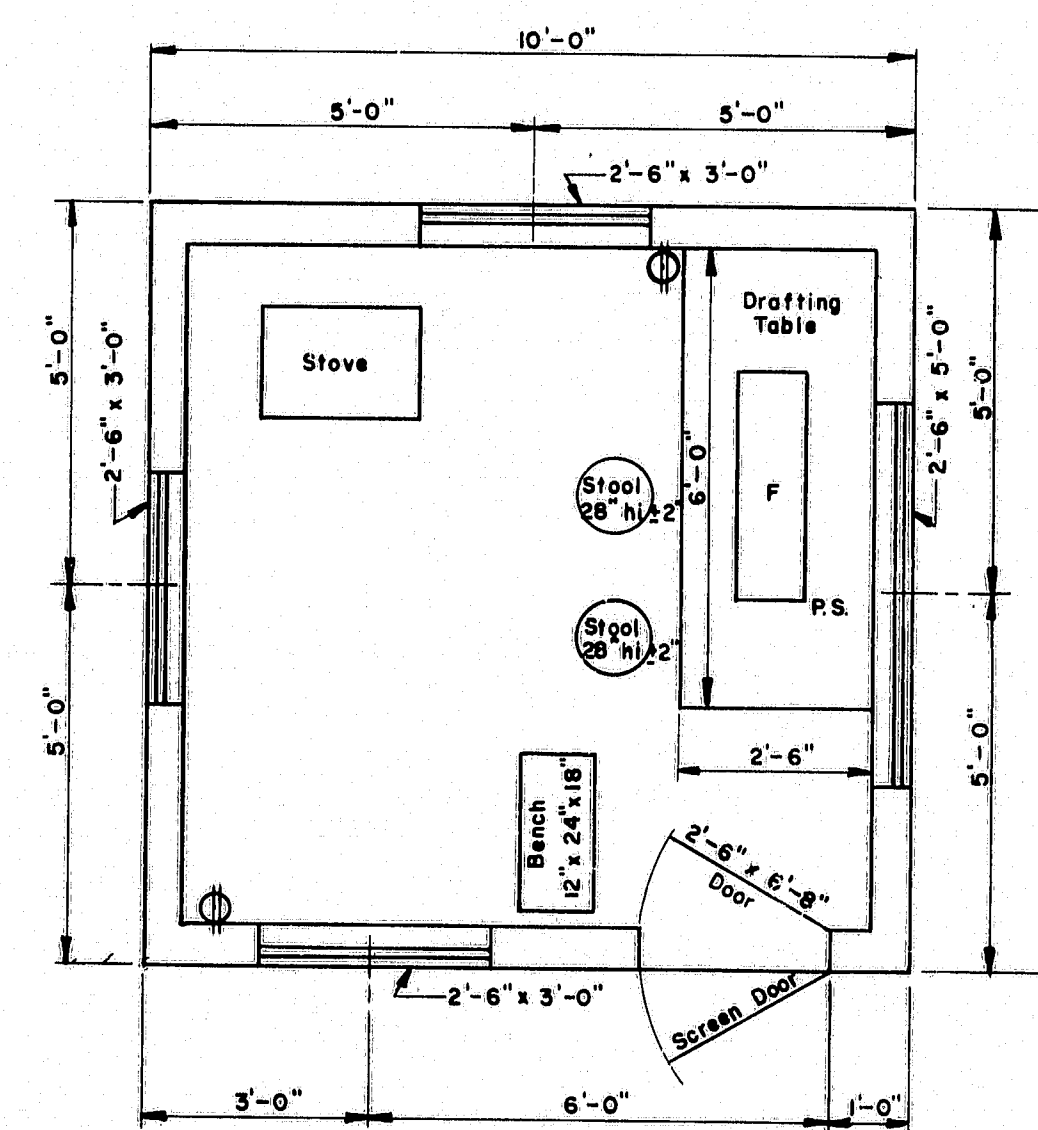 10'-0"
5'-0"
5'-0"
2'-6" x 3'-0"
5'-0"
2'-6" x 3'-0"
Drafting
Table
Stove
2'-6" x 5'-0"
5'-0"
6'-0"
Stool
28" hi ±2"
F
P.S.
Stool
28" hi ±2"
5'-0"
5'-0"
2'-6"
Bench
12" x 24" x 18"
2'-6" x 6'-8"
Door
Screen Door
2'-6" x 3'-0"
3'-0"
6'-0"
1'-0"